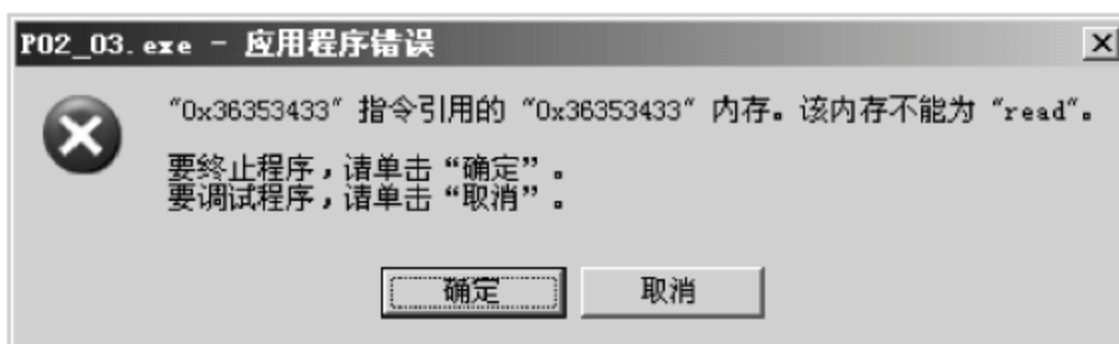 P02_03.exe - 应用程序错误
"0x36353433" 指令引用的 "0x36353433" 内存。该内存不能为 "read"。
要终止程序，请单击“确定”。
要调试程序，请单击“取消”。
确定 取消